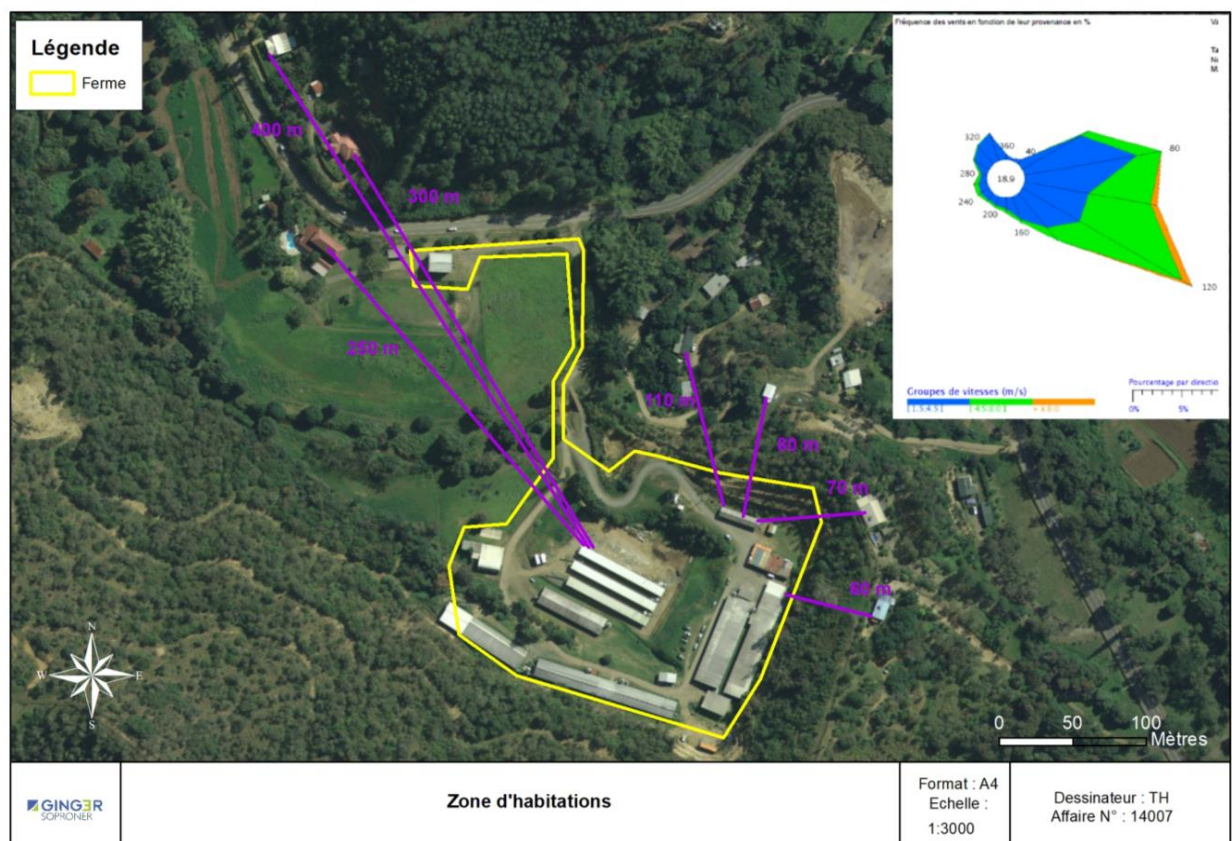 Légende
Ferme
Fréquence des vents en fonction de leur provenance en %
320
360
40
80
280
18.9
240
200
160
120
Groupes de vitesses (m/s)
Pourcentage par directio
0%
5%
400 m
300 m
250 m
110 m
80 m
70 m
60 m
N
W
E
S
0
50
100
Mètres
GINGER
SOPRONER
Zone d'habitations
Format : A4
Echelle :
1:3000
Dessinateur : TH
Affaire N° : 14007